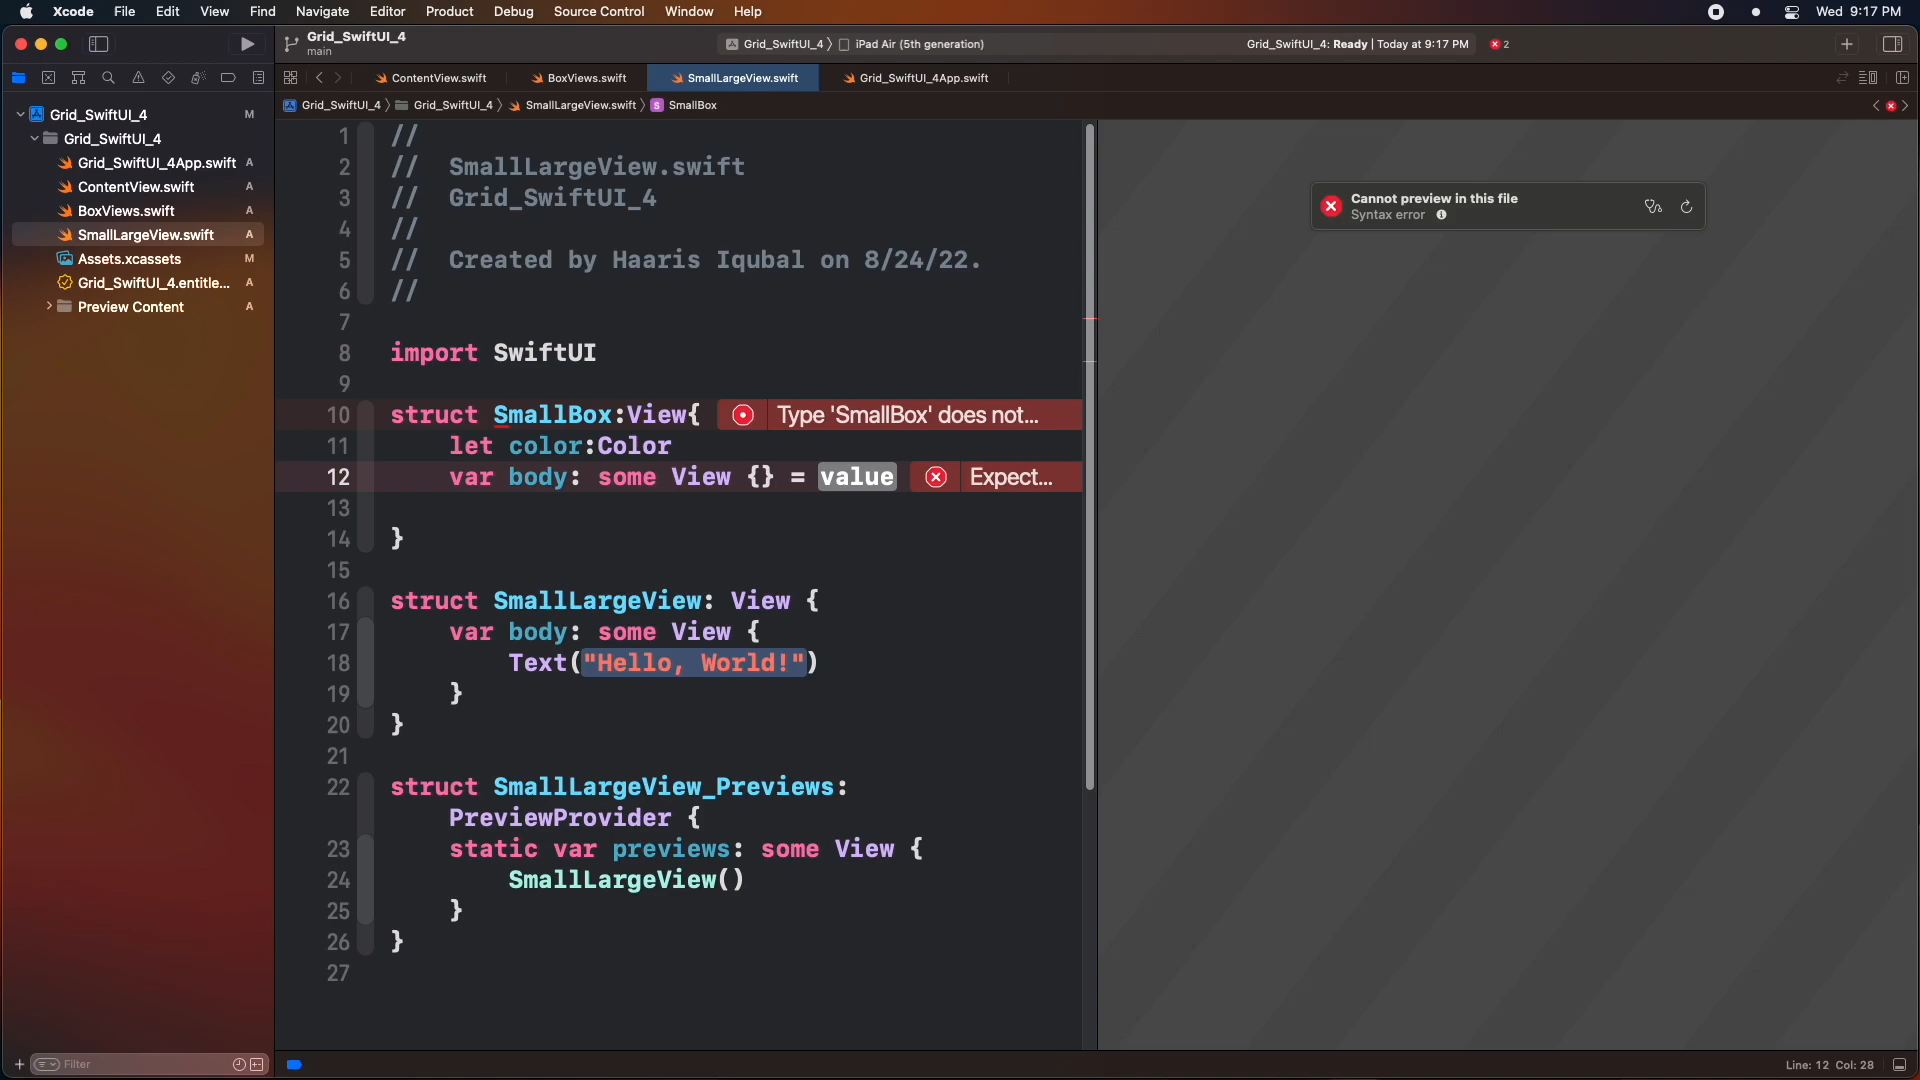 Xcode File Edit View Find Navigate Editor Product Debug Source Control Window Help Wed 9:17 PM
Grid_SwiftUI_4
main
Grid_SwiftUI_4 iPad Air (5th generation)
Grid_SwiftUI_4: Ready | Today at 9:17 PM 2
ContentView.swift BoxViews.swift SmallLargeView.swift Grid_SwiftUI_4App.swift
Grid_SwiftUI_4 Grid_SwiftUI_4 SmallLargeView.swift S SmallBox
Grid_SwiftUI_4 M
Grid_SwiftUI_4
Grid_SwiftUI_4App.swift A
ContentView.swift A
BoxViews.swift A
SmallLargeView.swift A
Assets.xcassets M
Grid_SwiftUI_4.entitle... A
Preview Content A
Filter
1 //
2 // SmallLargeView.swift
3 // Grid_SwiftUI_4
4 //
5 // Created by Haaris Iqubal on 8/24/22.
6 //
7
8 import SwiftUI
9
10 struct SmallBox:View{ Type 'SmallBox' does not...
11 let color:Color
12 var body: some View {} = value Expect...
13
14 }
15
16 struct SmallLargeView: View {
17 var body: some View {
18 Text("Hello, World!")
19 }
20 }
21
22 struct SmallLargeView_Previews:
PreviewProvider {
23 static var previews: some View {
24 SmallLargeView()
25 }
26 }
27
Cannot preview in this file
Syntax error
Line: 12 Col: 28